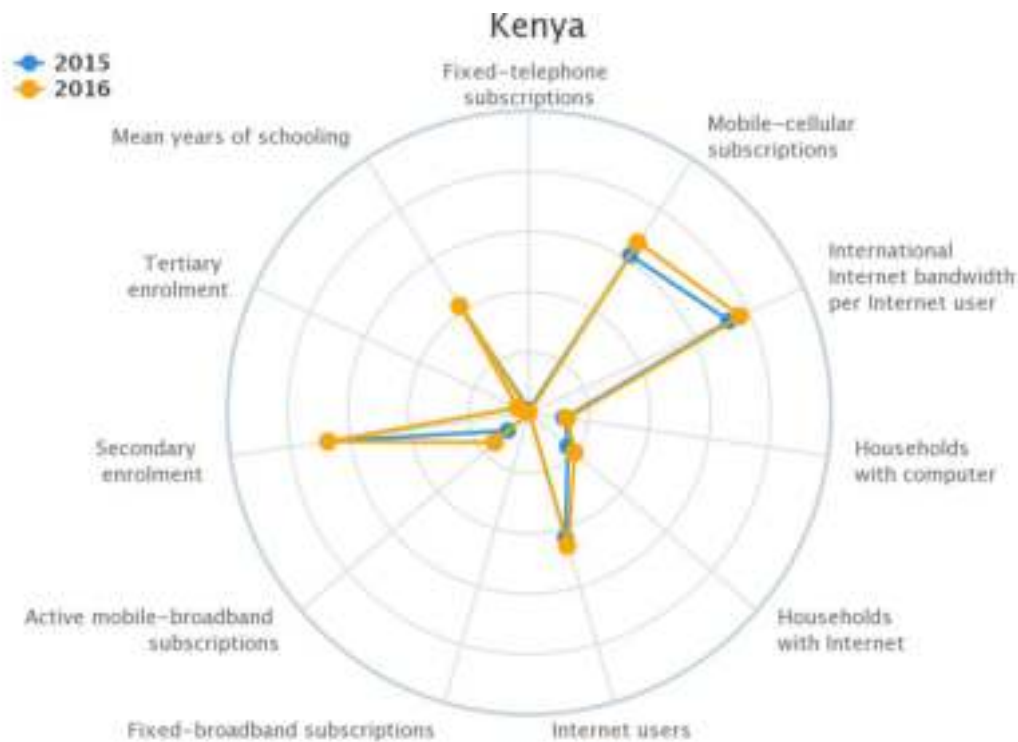 Kenya
2015
2016
Fixed-telephone
subscriptions
Mobile-cellular
subscriptions
International
Internet bandwidth
per Internet user
Households
with computer
Households
with Internet
Internet users
Fixed-broadband subscriptions
Active mobile-broadband
subscriptions
Secondary
enrolment
Tertiary
enrolment
Mean years of schooling